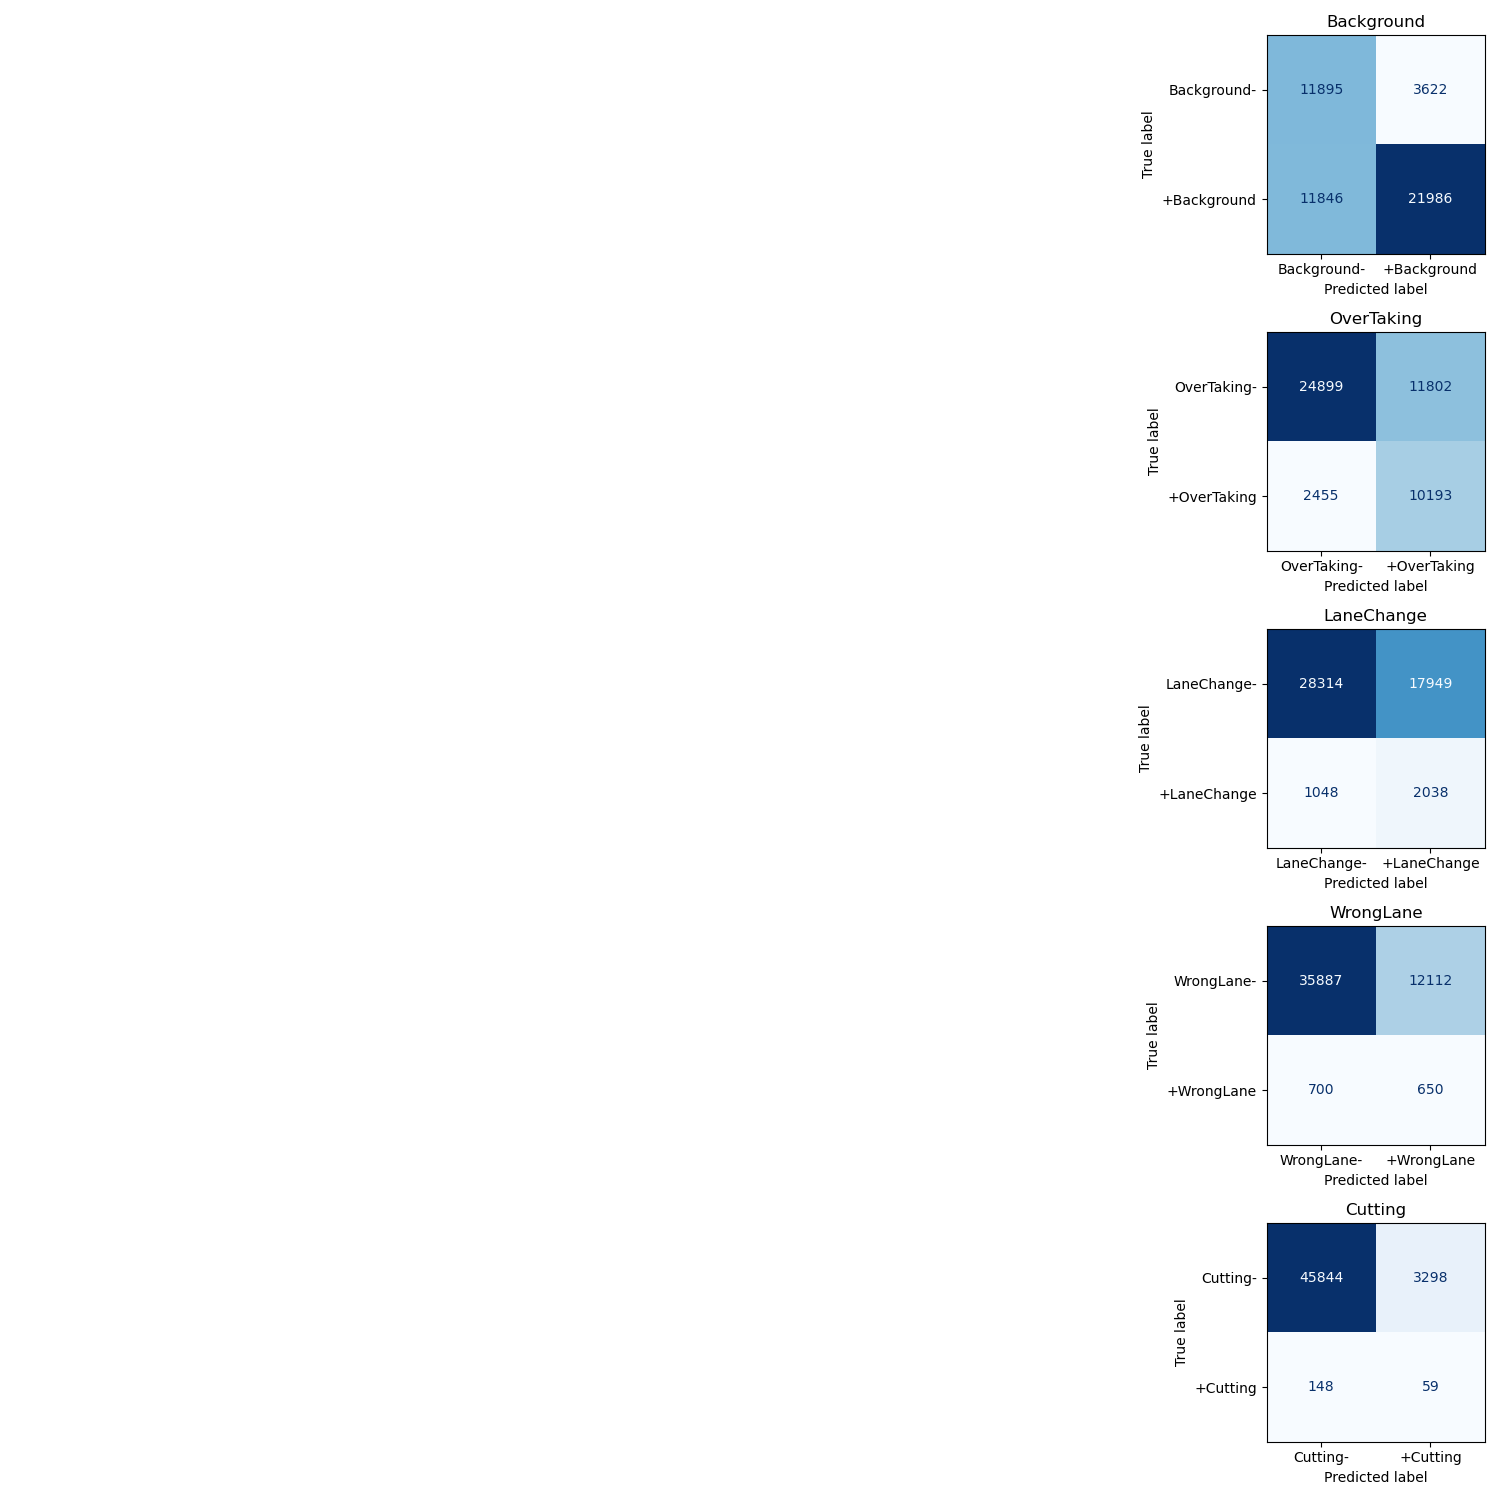 Background
True label
Background-
11895
3622
+Background
11846
21986
Background-
+Background
Predicted label
OverTaking
True label
OverTaking-
24899
11802
+OverTaking
2455
10193
OverTaking-
+OverTaking
Predicted label
LaneChange
True label
LaneChange-
28314
17949
+LaneChange
1048
2038
LaneChange-
+LaneChange
Predicted label
WrongLane
True label
WrongLane-
35887
12112
+WrongLane
700
650
WrongLane-
+WrongLane
Predicted label
Cutting
True label
Cutting-
45844
3298
+Cutting
148
59
Cutting-
+Cutting
Predicted label